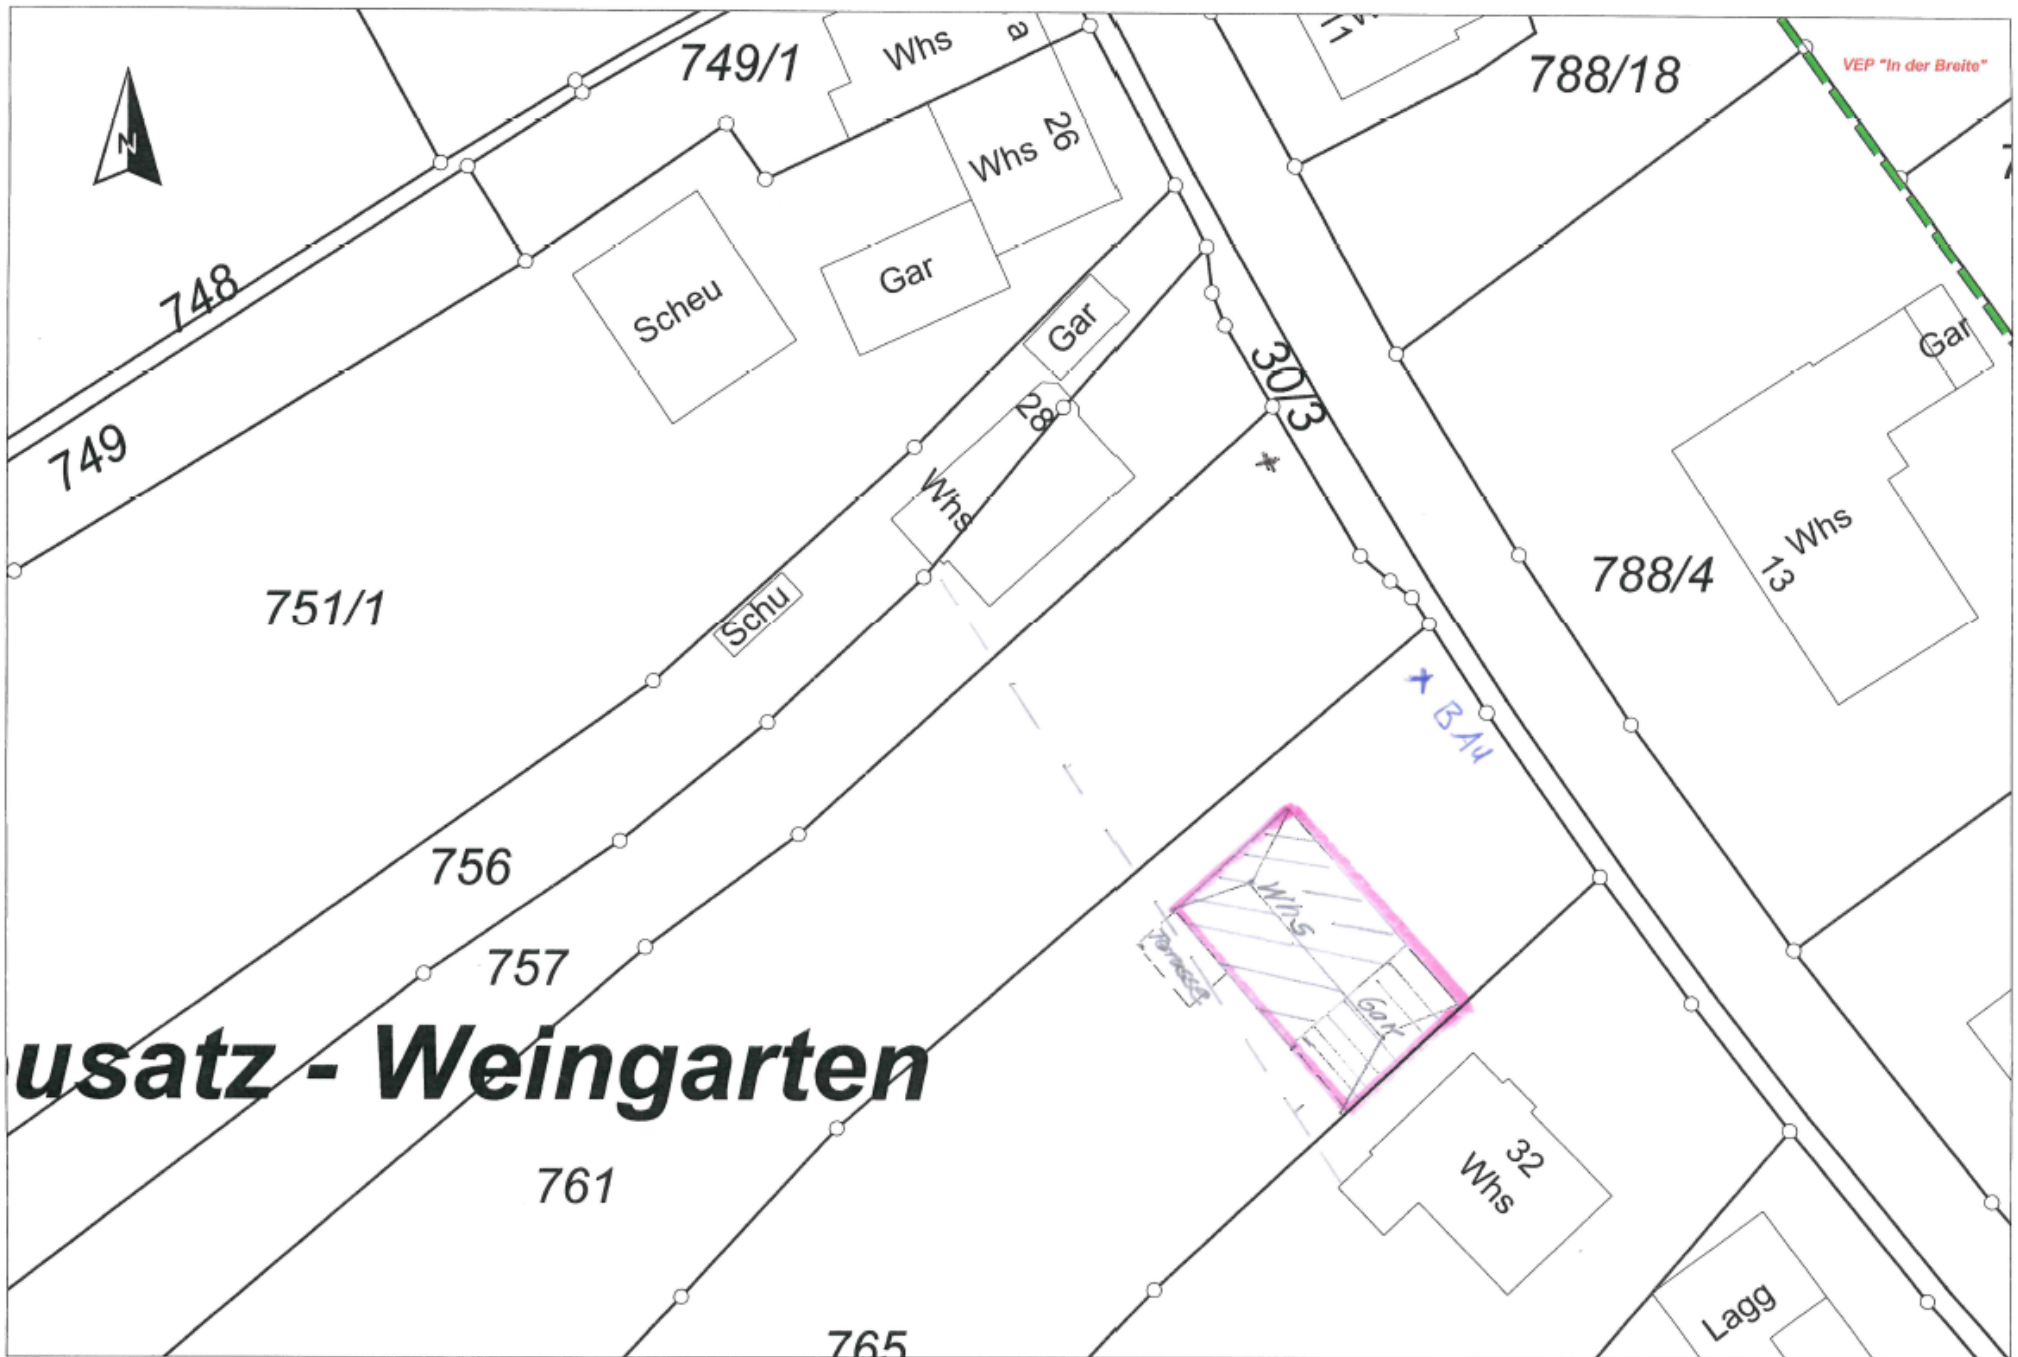 749/1
Whs
a
11
788/18
VEP "In der Breite"
N
Whs 26
748
Scheu
Gar
Gar
30/3
Gar
749
28
Whs
Whs
13
788/4
751/1
Schu
BAU
756
Whs
757
Terrasse
Gar
usatz - Weingarten
761
32
Whs
Lagg
765